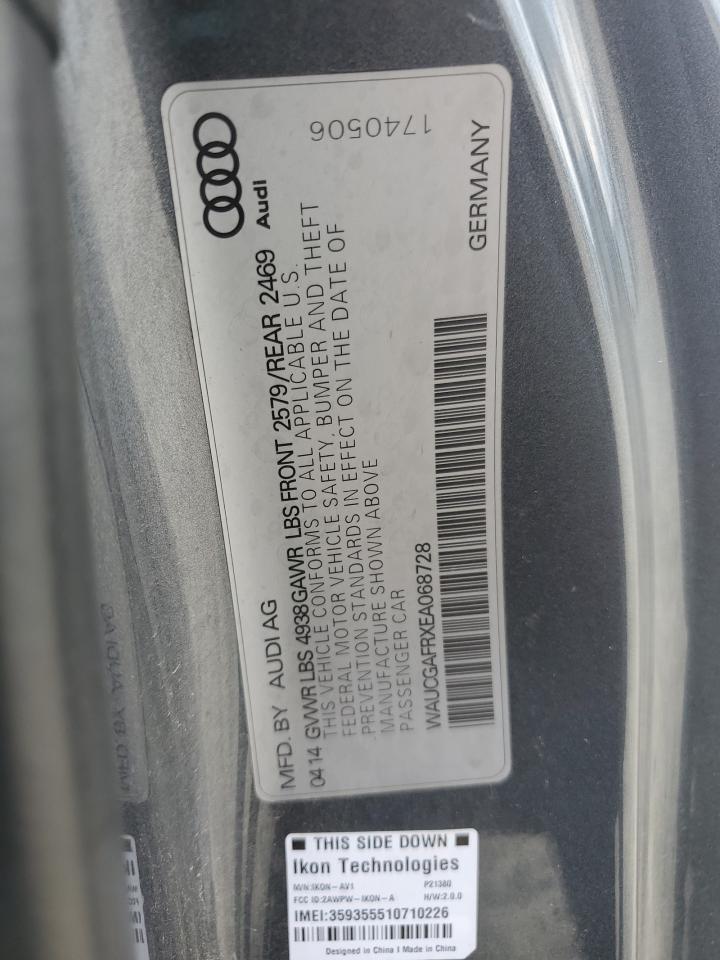 MFD. BY AUDI AG
04 14 GVWR LBS 4938 GAWR LBS FRONT 2579/REAR 2469
THIS VEHICLE CONFORMS TO ALL APPLICABLE U.S.
FEDERAL MOTOR VEHICLE SAFETY, BUMPER AND THEFT
PREVENTION STANDARDS IN EFFECT ON THE DATE OF
MANUFACTURE SHOWN ABOVE
PASSENGER CAR
WAUCGAFRXEA068728
Audi
1740506
GERMANY
THIS SIDE DOWN
Ikon Technologies
M/N:IKON-AV1 P21380
FCC ID:2AWPW-IKON-A H/W:2.0.0
IMEI:359355510710226
Designed in China I Made in China